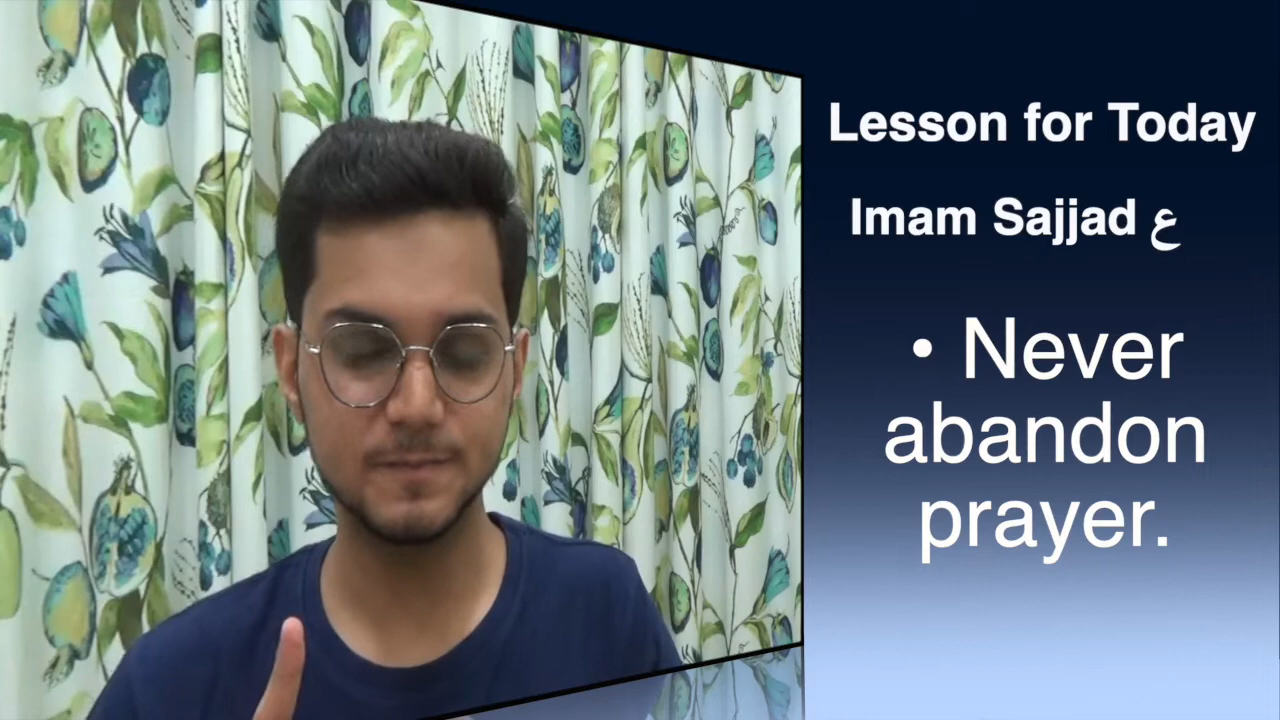 Lesson for Today
Imam Sajjad ع
• Never
abandon
prayer.